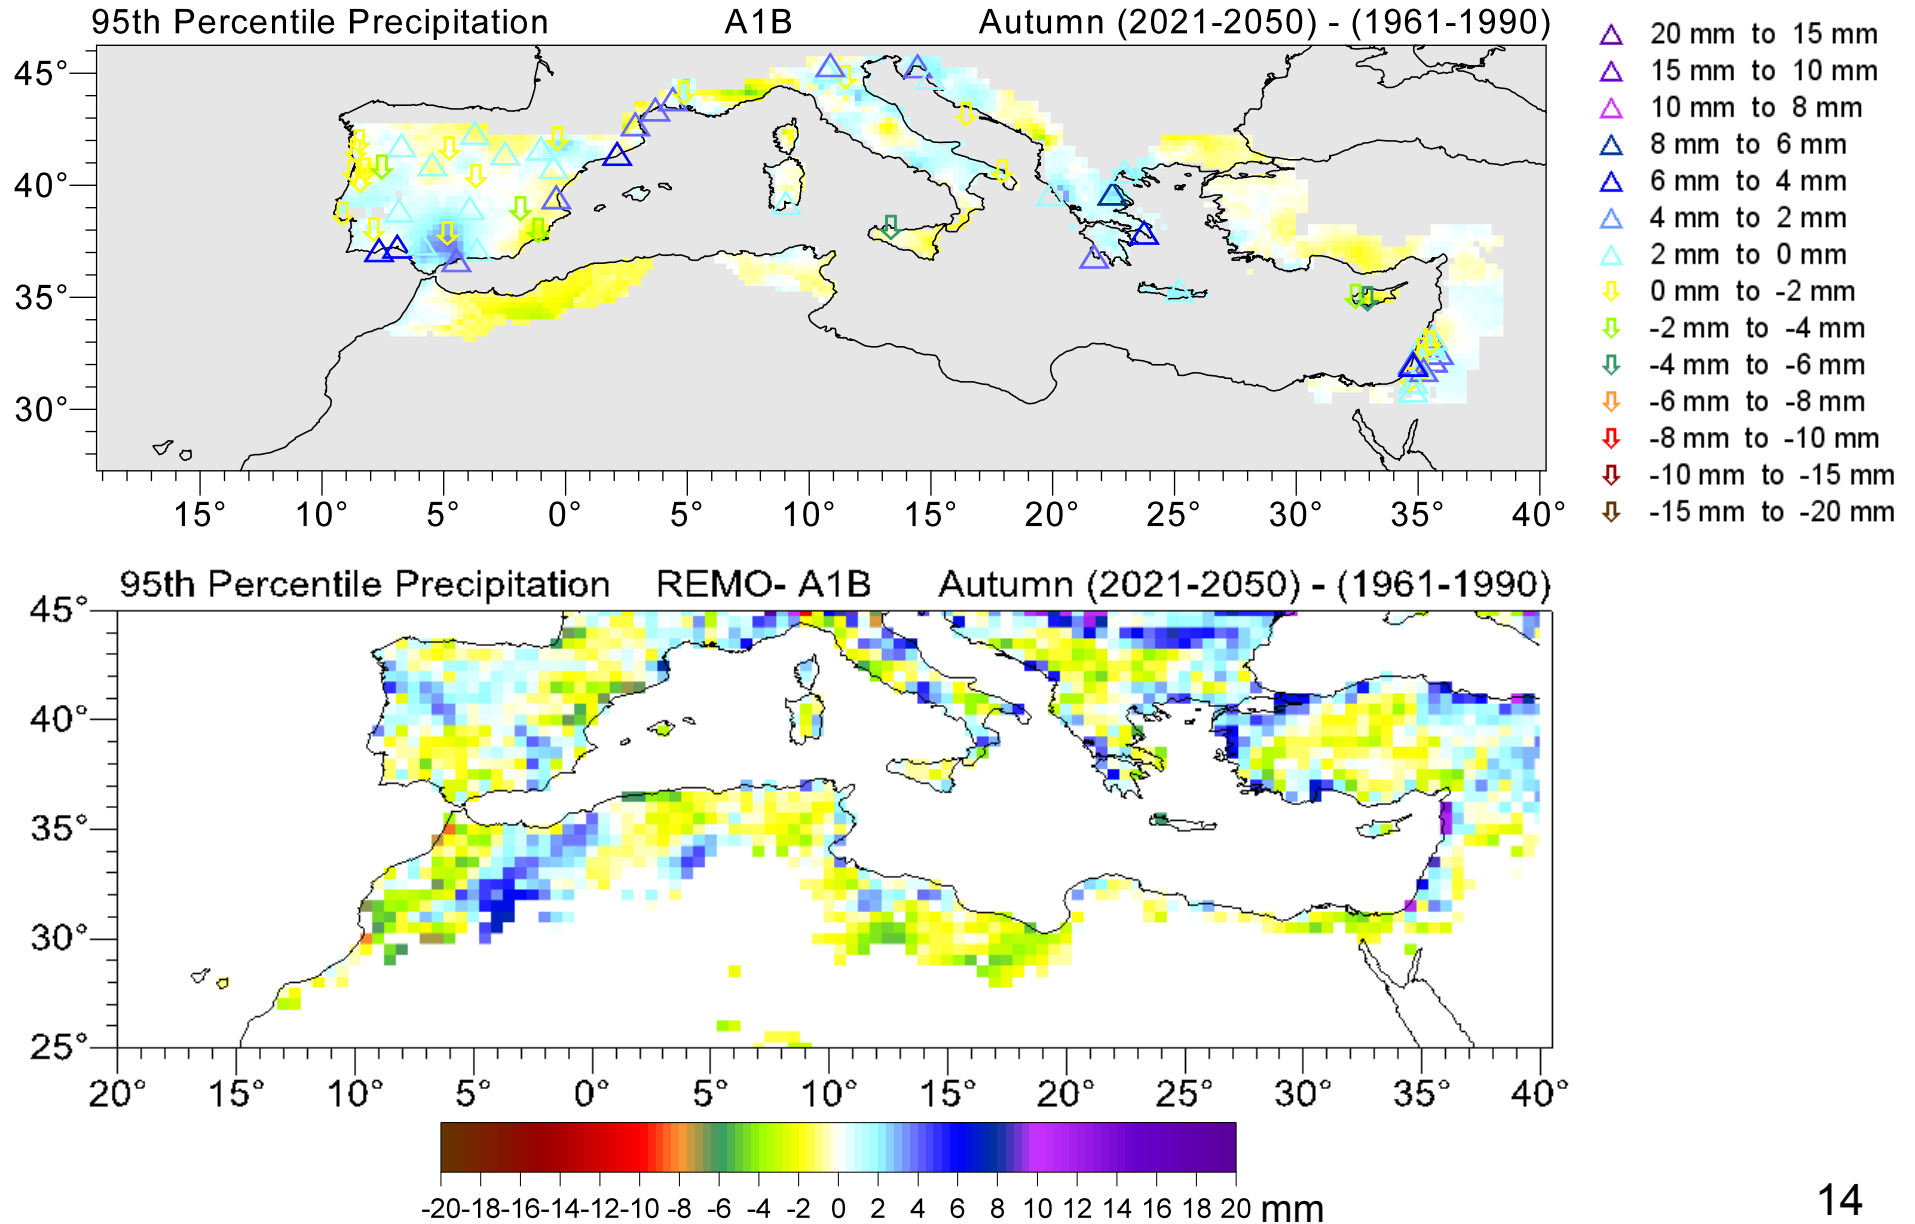 95th Percentile Precipitation A1B Autumn (2021-2050) - (1961-1990)
45°
40°
35°
30°
15° 10° 5° 0° 5° 10° 15° 20° 25° 30° 35° 40°
20 mm to 15 mm
15 mm to 10 mm
10 mm to 8 mm
8 mm to 6 mm
6 mm to 4 mm
4 mm to 2 mm
2 mm to 0 mm
0 mm to -2 mm
-2 mm to -4 mm
-4 mm to -6 mm
-6 mm to -8 mm
-8 mm to -10 mm
-10 mm to -15 mm
-15 mm to -20 mm
95th Percentile Precipitation REMO- A1B Autumn (2021-2050) - (1961-1990)
45°
40°
35°
30°
25°
20° 15° 10° 5° 0° 5° 10° 15° 20° 25° 30° 35° 40°
-20 -18 -16 -14 -12 -10 -8 -6 -4 -2 0 2 4 6 8 10 12 14 16 18 20 mm
14